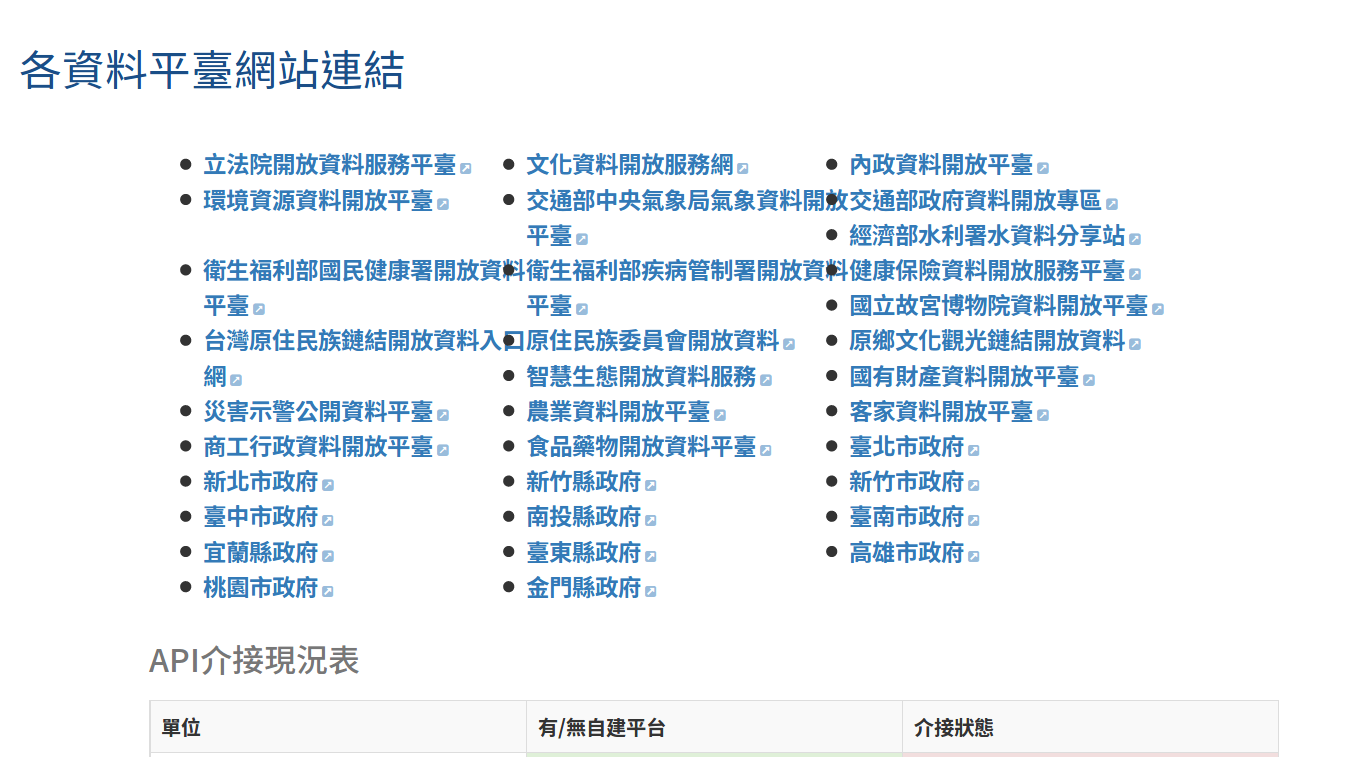 各資料平臺網站連結
立法院開放資料服務平臺
文化資料開放服務網
內政資料開放平臺
環境資源資料開放平臺
交通部中央氣象局氣象資料開放
平臺
交通部政府資料開放專區
經濟部水利署水資料分享站
衛生福利部國民健康署開放資料
平臺
衛生福利部疾病管制署開放資料
平臺
健康保險資料開放服務平臺
國立故宮博物院資料開放平臺
台灣原住民族鏈結開放資料入口
網
原住民族委員會開放資料
原鄉文化觀光鏈結開放資料
智慧生態開放資料服務
國有財產資料開放平臺
災害示警公開資料平臺
農業資料開放平臺
客家資料開放平臺
商工行政資料開放平臺
食品藥物開放資料平臺
臺北市政府
新北市政府
新竹縣政府
新竹市政府
臺中市政府
南投縣政府
臺南市政府
宜蘭縣政府
臺東縣政府
高雄市政府
桃園市政府
金門縣政府
API介接現況表
單位
有/無自建平台
介接狀態